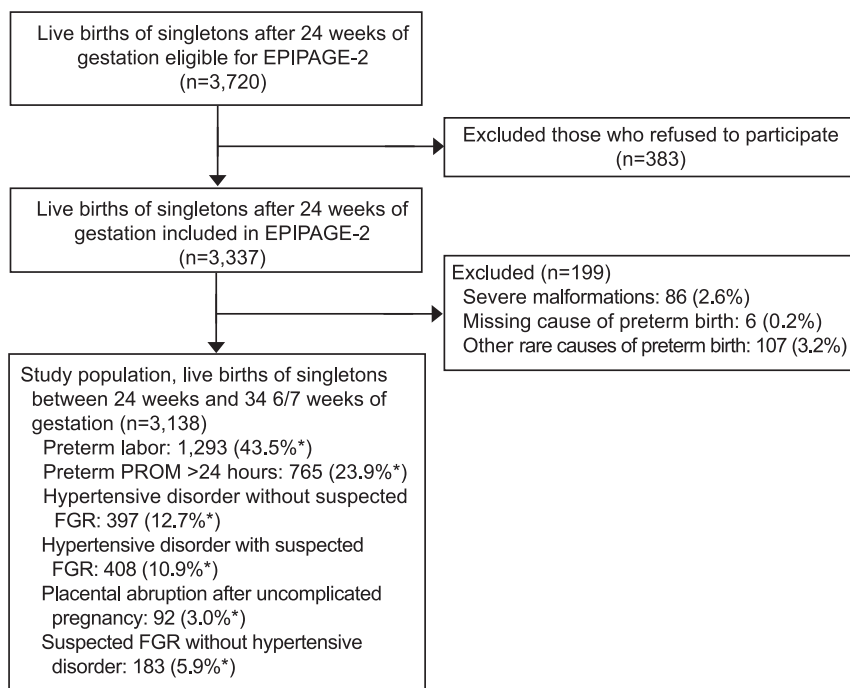 Live births of singletons after 24 weeks of
gestation eligible for EPIPAGE-2
(n=3,720)
Excluded those who refused to participate
(n=383)
Live births of singletons after 24 weeks of
gestation included in EPIPAGE-2
(n=3,337)
Excluded (n=199)
Severe malformations: 86 (2.6%)
Missing cause of preterm birth: 6 (0.2%)
Other rare causes of preterm birth: 107 (3.2%)
Study population, live births of singletons
between 24 weeks and 34 6/7 weeks of
gestation (n=3,138)
Preterm labor: 1,293 (43.5%*)
Preterm PROM >24 hours: 765 (23.9%*)
Hypertensive disorder without suspected
FGR: 397 (12.7%*)
Hypertensive disorder with suspected
FGR: 408 (10.9%*)
Placental abruption after uncomplicated
pregnancy: 92 (3.0%*)
Suspected FGR without hypertensive
disorder: 183 (5.9%*)